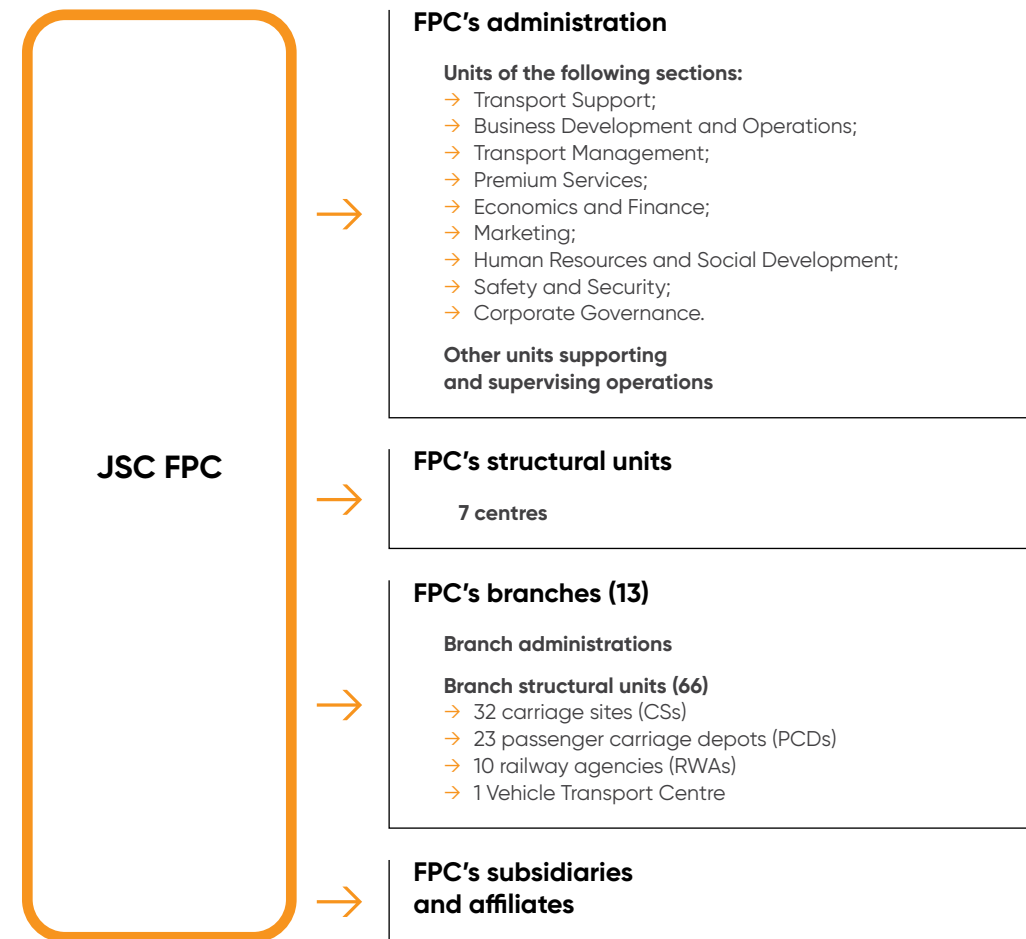 JSC FPC
FPC’s administration
Units of the following sections:
→ Transport Support;
→ Business Development and Operations;
→ Transport Management;
→ Premium Services;
→ Economics and Finance;
→ Marketing;
→ Human Resources and Social Development;
→ Safety and Security;
→ Corporate Governance.
Other units supporting
and supervising operations
FPC’s structural units
7 centres
FPC’s branches (13)
Branch administrations
Branch structural units (66)
→ 32 carriage sites (CSs)
→ 23 passenger carriage depots (PCDs)
→ 10 railway agencies (RWAs)
→ 1 Vehicle Transport Centre
FPC’s subsidiaries
and affiliates